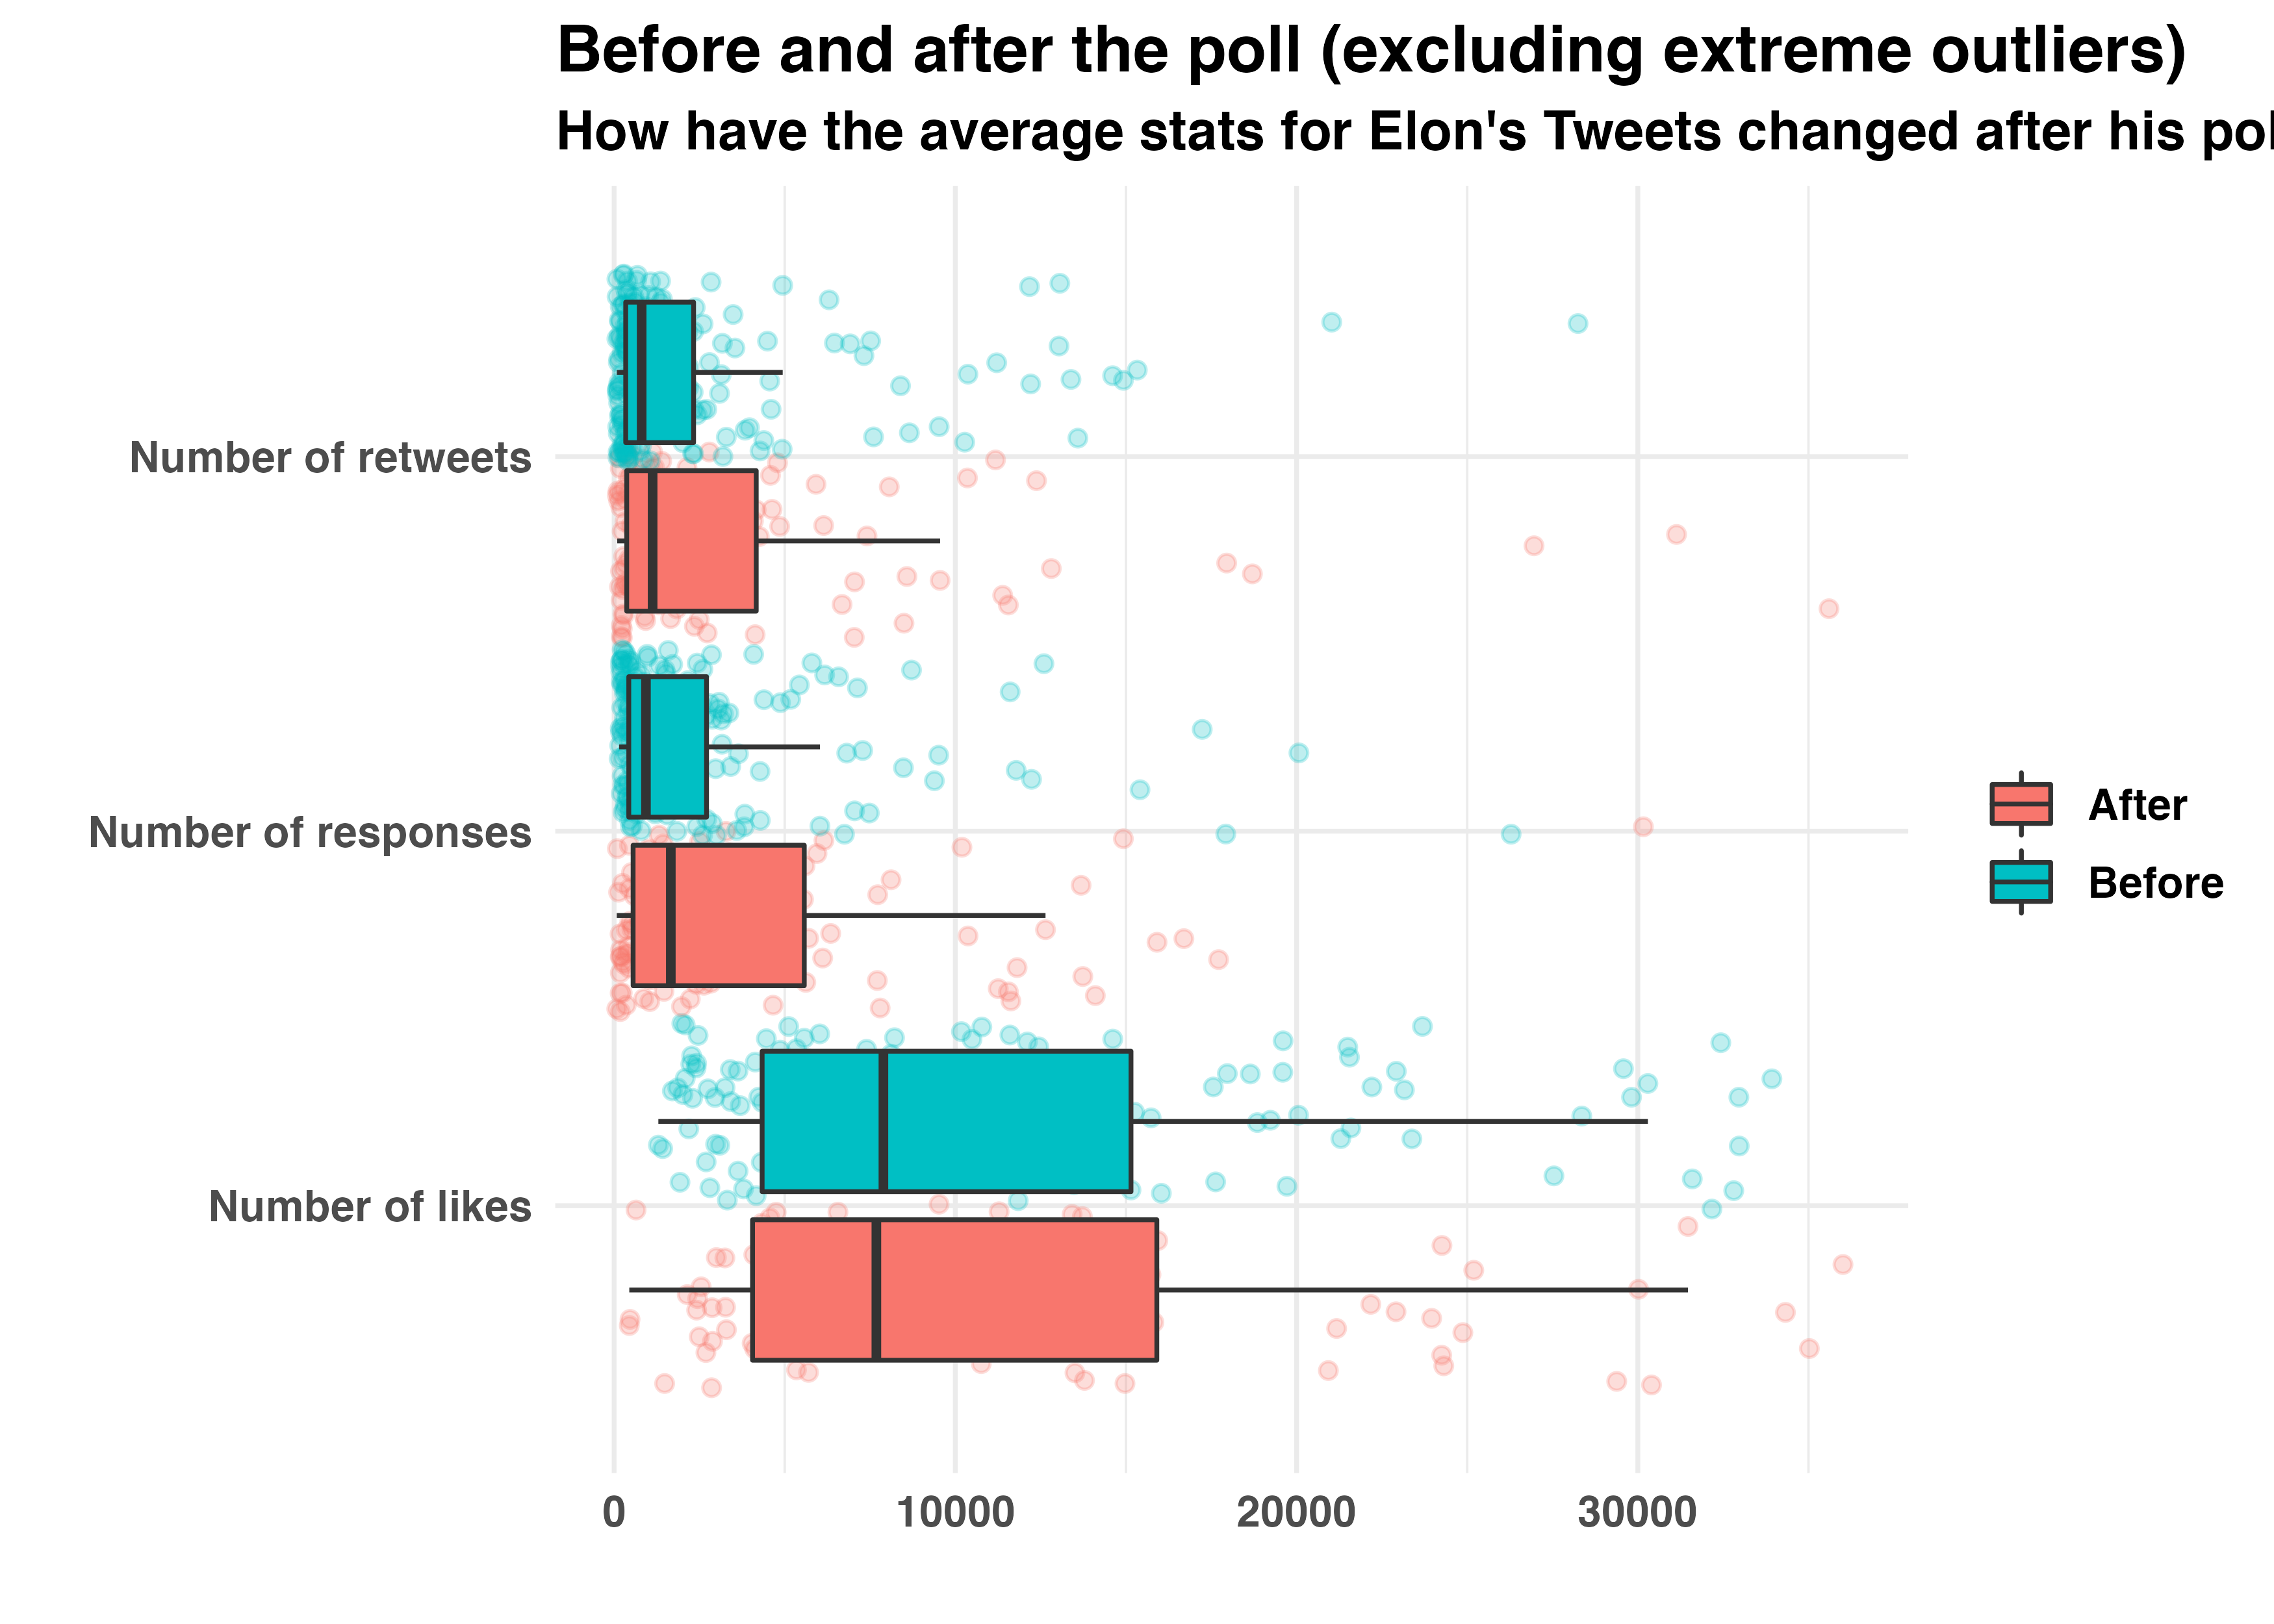 Before and after the poll (excluding extreme outliers)
How have the average stats for Elon's Tweets changed after his pol
Number of retweets
Number of responses
Number of likes
After
Before
0 10000 20000 30000